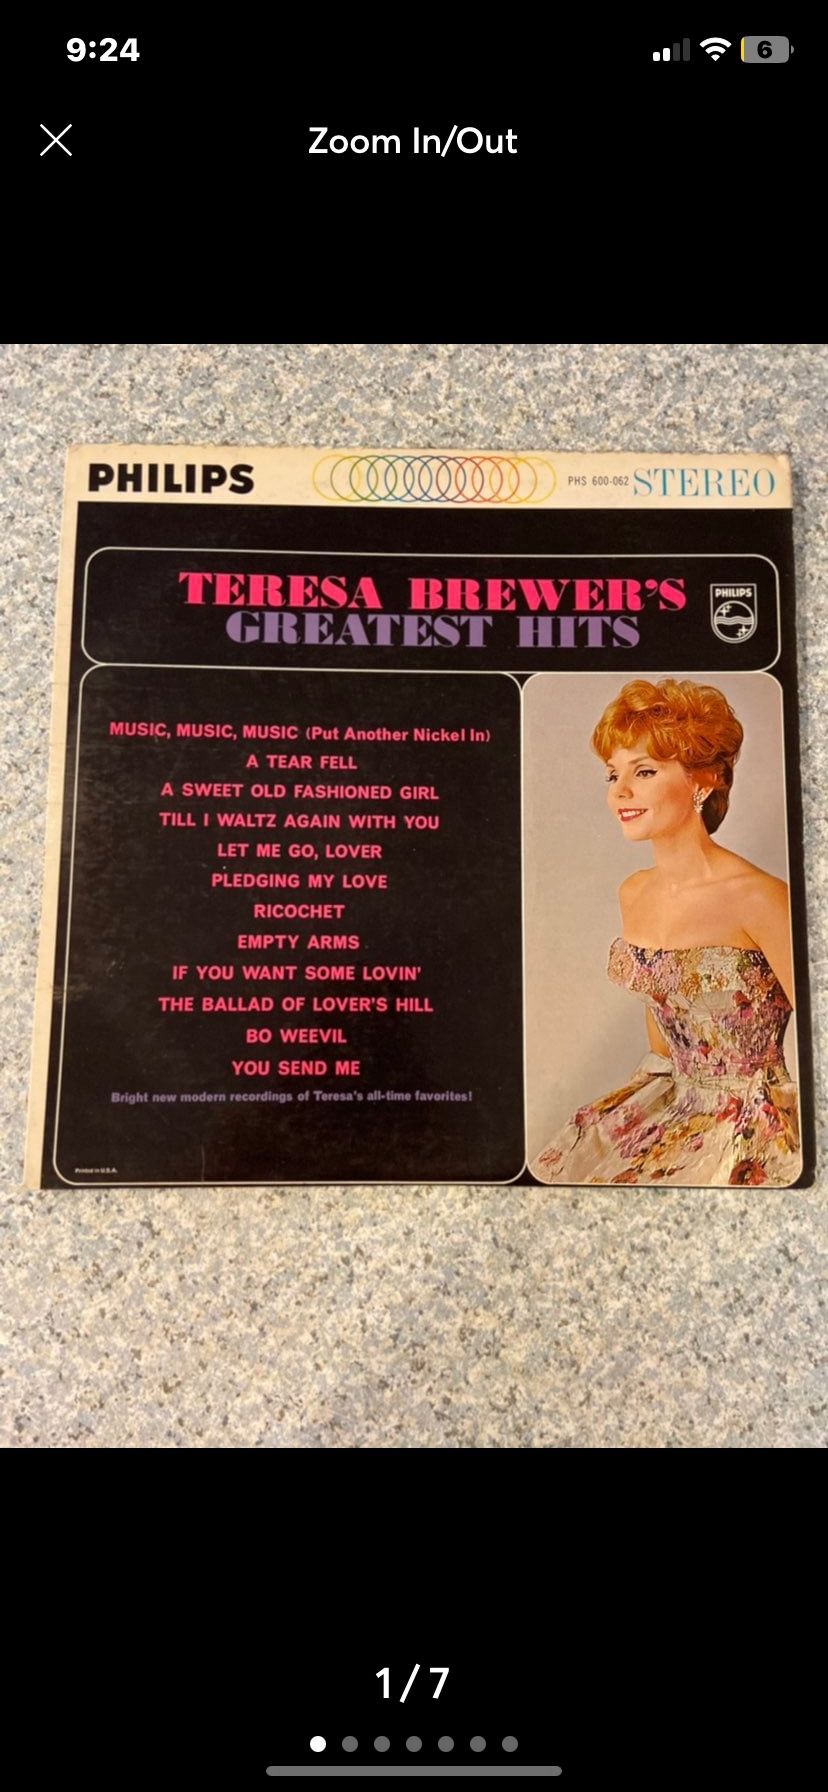 9:24
6
Zoom In/Out
PHILIPS
PHS 600-062 STEREO
TERESA BREWER'S
GREATEST HITS
PHILIPS
MUSIC, MUSIC, MUSIC (Put Another Nickel In)
A TEAR FELL
A SWEET OLD FASHIONED GIRL
TILL I WALTZ AGAIN WITH YOU
LET ME GO, LOVER
PLEDGING MY LOVE
RICOCHET
EMPTY ARMS
IF YOU WANT SOME LOVIN'
THE BALLAD OF LOVER'S HILL
BO WEEVIL
YOU SEND ME
Bright new modern recordings of Teresa's all-time favorites!
Printed in U.S.A.
1/7